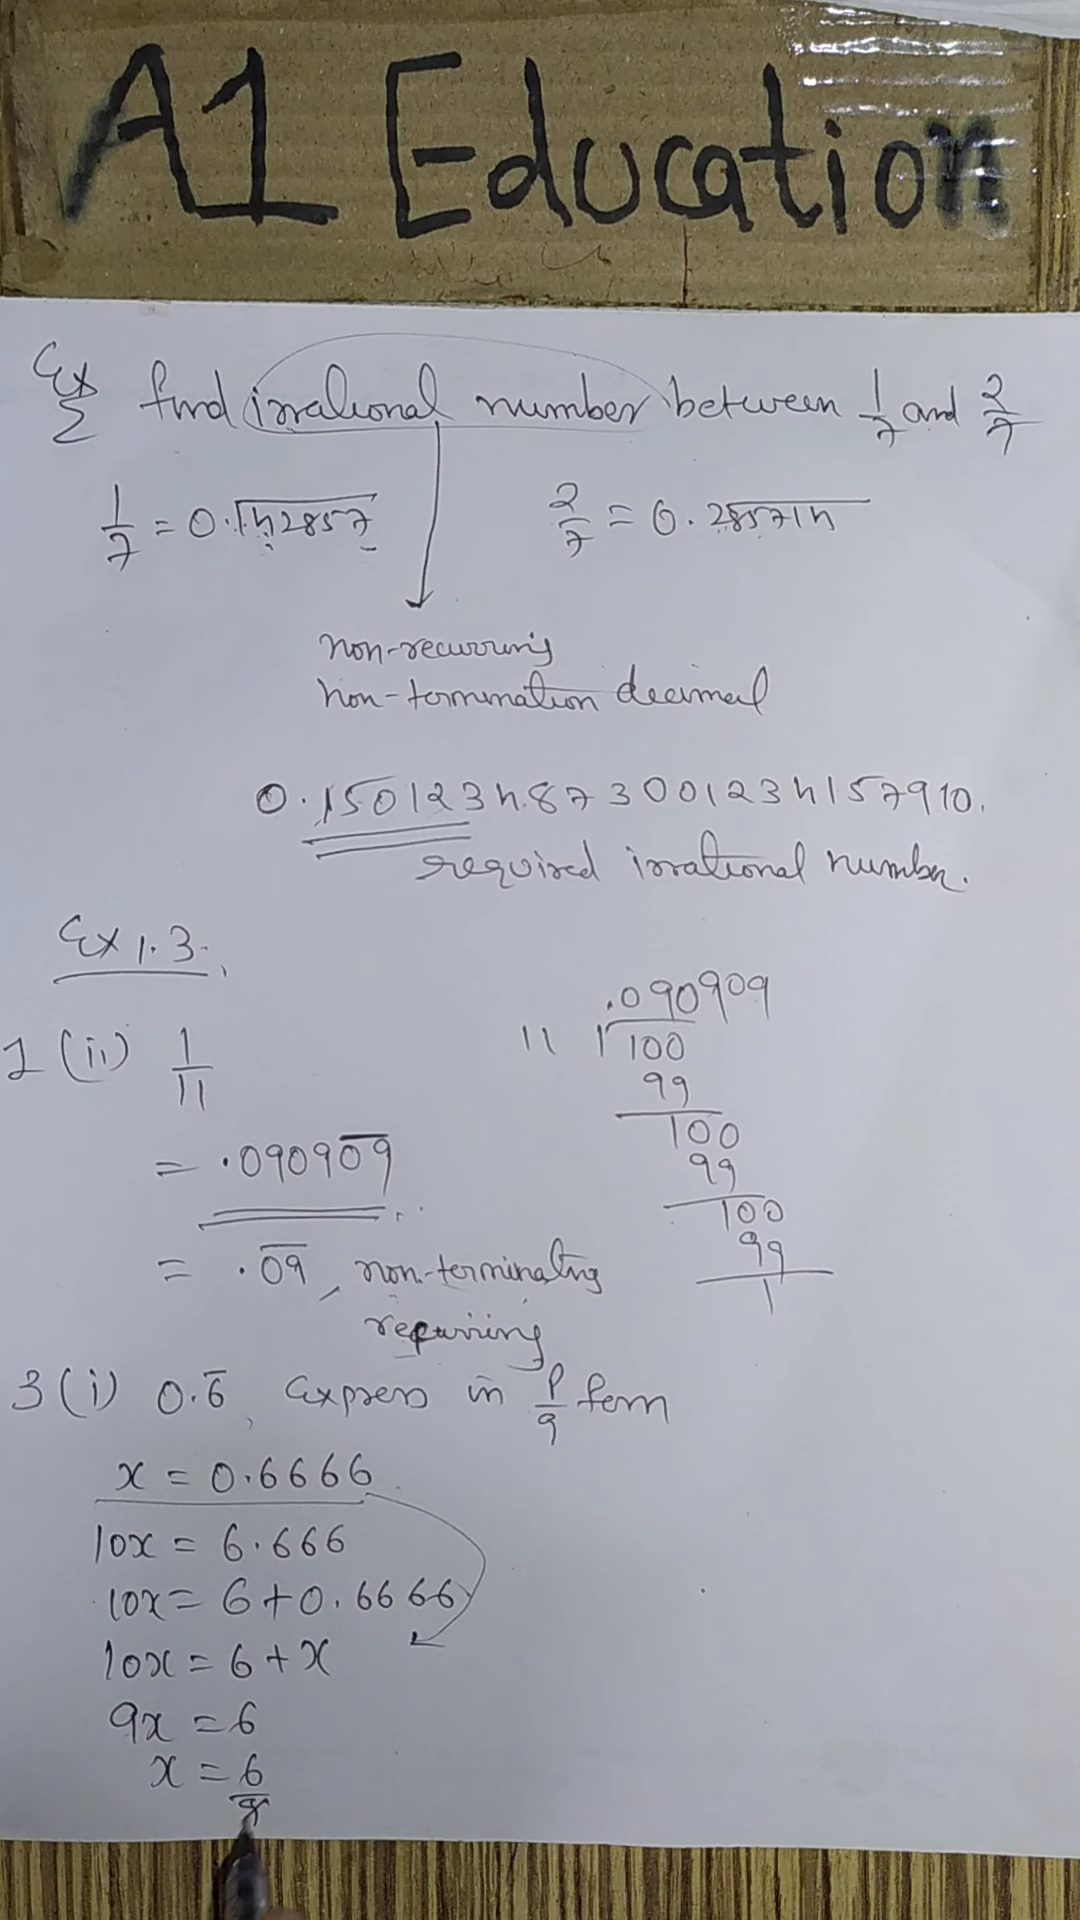 A1 Education
Ex find irrational number between 1/7 and 2/7
1/7 = 0.142857 2/7 = 0.285714
non-recurring
non-termination decimal
0.1501234873001234157910.
required irrational number.
Ex 1.3.
1 (ii) 1/11
= .090909
= .09, non-terminating
recurring
.090909
11 100
99
100
99
100
99
1
3 (i) 0.6̅, Express in p/q form
x = 0.6666
10x = 6.666
10x = 6+0.6666
10x = 6+x
9x = 6
x = 6/9